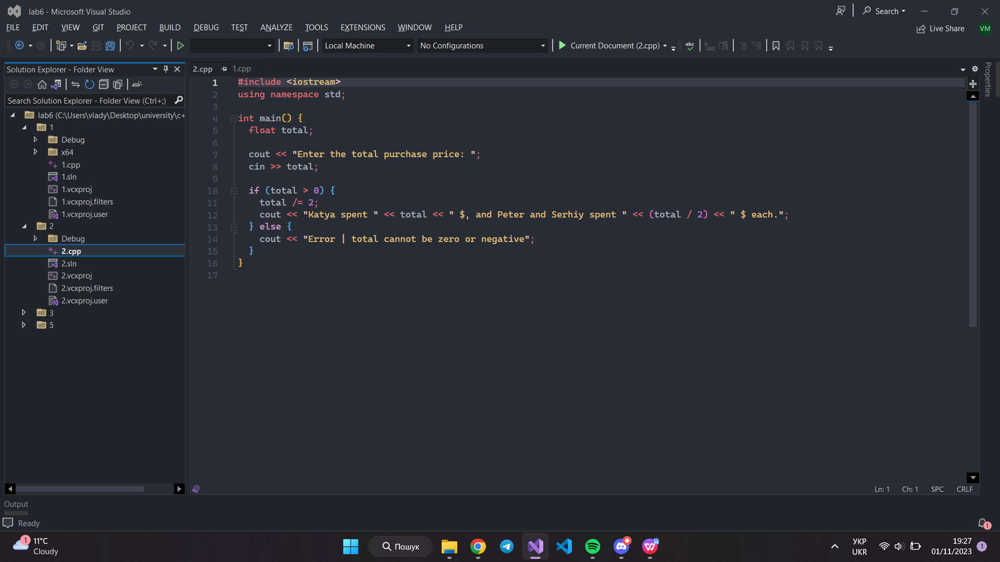 lab6 - Microsoft Visual Studio
Search
FILE EDIT VIEW GIT PROJECT BUILD DEBUG TEST ANALYZE TOOLS EXTENSIONS WINDOW HELP
Live Share
VM
Local Machine
No Configurations
Current Document (2.cpp)
abc
Solution Explorer - Folder View
Search Solution Explorer - Folder View (Ctrl+;)
lab6 (C:\Users\vlady\Desktop\university\c+
1
Debug
x64
1.cpp
1.sln
1.vcxproj
1.vcxproj.filters
1.vcxproj.user
2
Debug
2.cpp
2.sln
2.vcxproj
2.vcxproj.filters
2.vcxproj.user
3
5
2.cpp 1.cpp
Properties
1 #include <iostream>
2 using namespace std;
3
4 int main() {
5 float total;
6
7 cout << "Enter the total purchase price: ";
8 cin >> total;
9
10 if (total > 0) {
11 total /= 2;
12 cout << "Katya spent " << total << " $, and Peter and Serhiy spent " << (total / 2) << " $ each.";
13 } else {
14 cout << "Error | total cannot be zero or negative";
15 }
16 }
17
Ln: 1 Ch: 1 SPC CRLF
Output
Ready
1
1
11°C
Cloudy
Пошук
УКР
UKR
19:27
01/11/2023
1